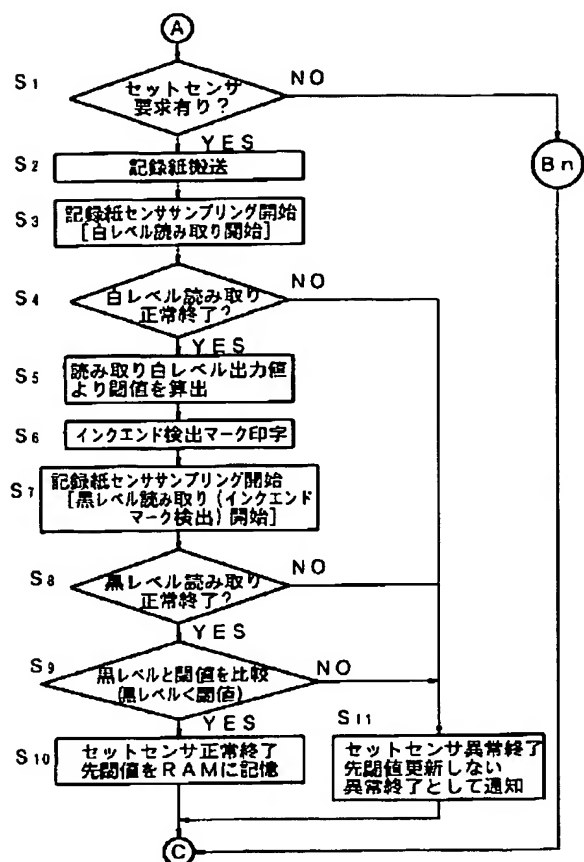 A
S1
セットセンサ
要求有り?
NO
YES
Bn
S2
記録紙搬送
S3
記録紙センササンプリング開始
[白レベル読み取り開始]
S4
白レベル読み取り
正常終了?
NO
YES
S5
読み取り白レベル出力値
より閾値を算出
S6
インクエンド検出マーク印字
S7
記録紙センササンプリング開始
[黒レベル読み取り(インクエンド
マーク検出)開始]
S8
黒レベル読み取り
正常終了?
NO
YES
S9
黒レベルと閾値を比較
(黒レベル<閾値)
NO
YES
S10
セットセンサ正常終了
先閾値をRAMに記憶
S11
セットセンサ異常終了
先閾値更新しない
異常終了として通知
C